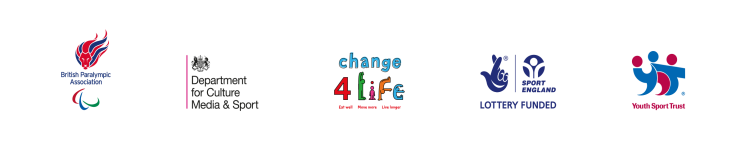 British Paralympic
Association
Department
for Culture
Media & Sport
change
4 LiFE
Eat well Move more Live longer
SPORT
ENGLAND
LOTTERY FUNDED
Youth Sport Trust